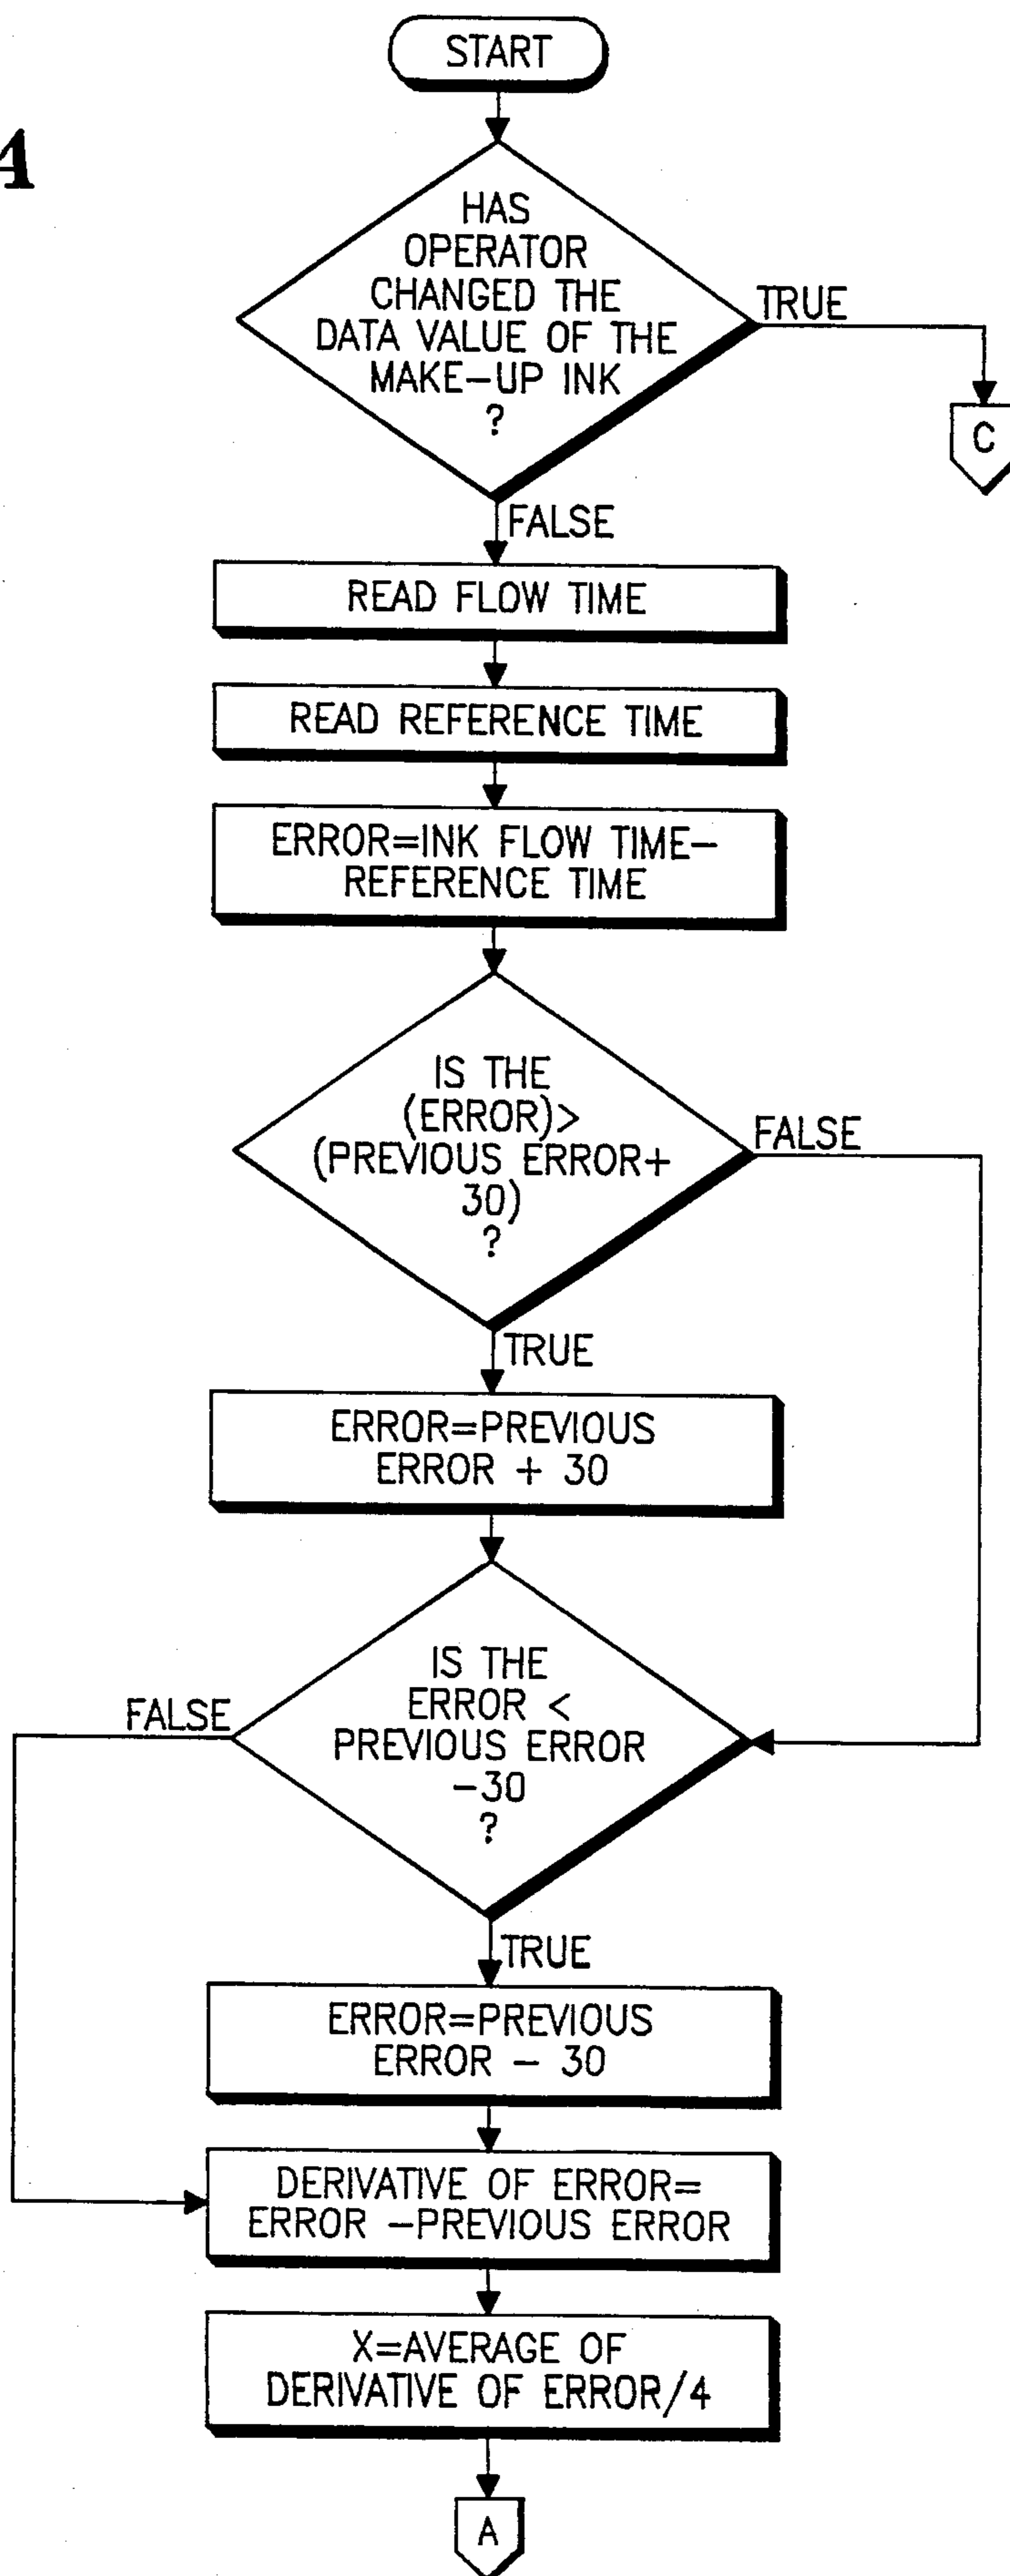 START
A
HAS
OPERATOR
CHANGED THE
DATA VALUE OF THE
MAKE-UP INK
?
TRUE
C
FALSE
READ FLOW TIME
READ REFERENCE TIME
ERROR=INK FLOW TIME-
REFERENCE TIME
IS THE
(ERROR)>
(PREVIOUS ERROR+
30)
?
FALSE
TRUE
ERROR=PREVIOUS
ERROR + 30
IS THE
ERROR <
PREVIOUS ERROR
-30
?
FALSE
TRUE
ERROR=PREVIOUS
ERROR - 30
DERIVATIVE OF ERROR=
ERROR -PREVIOUS ERROR
X=AVERAGE OF
DERIVATIVE OF ERROR/4
A